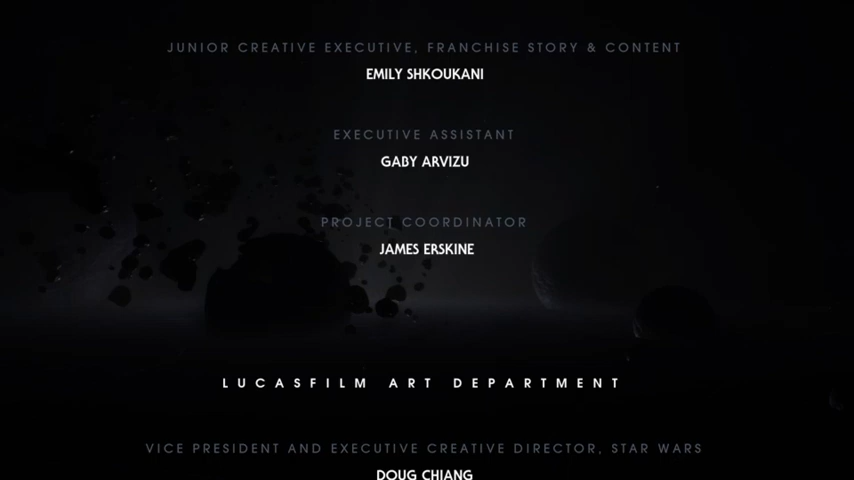 JUNIOR CREATIVE EXECUTIVE, FRANCHISE STORY & CONTENT
EMILY SHKOUKANI
EXECUTIVE ASSISTANT
GABY ARVIZU
PROJECT COORDINATOR
JAMES ERSKINE
LUCASFILM ART DEPARTMENT
VICE PRESIDENT AND EXECUTIVE CREATIVE DIRECTOR, STAR WARS
DOUG CHIANG